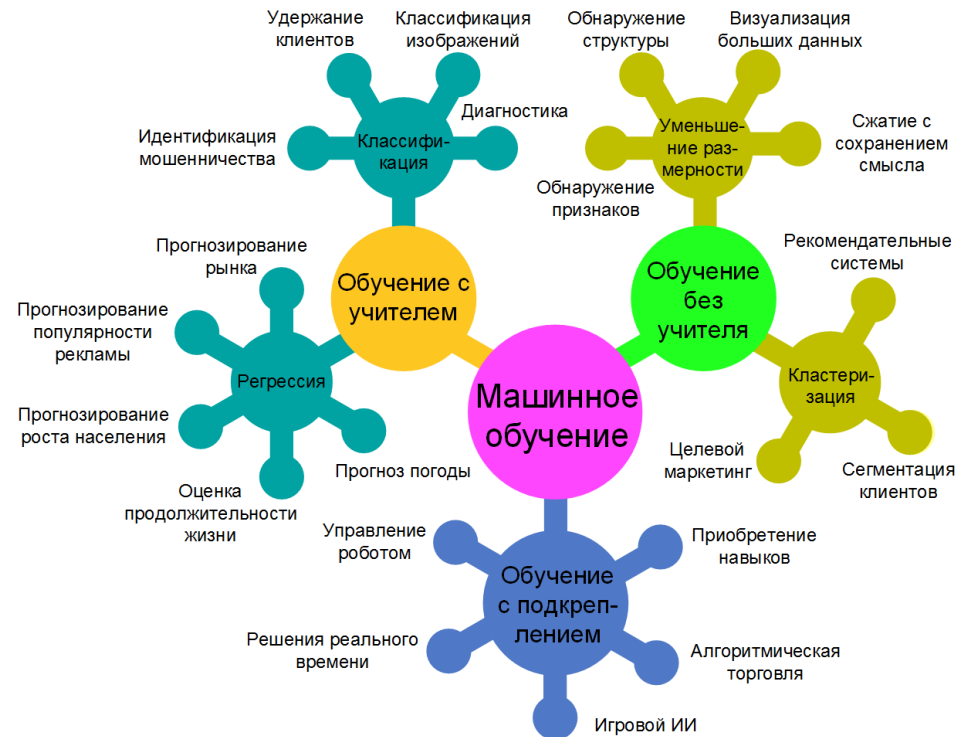 Удержание
клиентов
Классификация
изображений
Идентификация
мошенничества
Диагностика
Классифи-
кация
Обнаружение
структуры
Визуализация
больших данных
Сжатие с
сохранением
смысла
Обнаружение
признаков
Уменьше-
ние раз-
мерности
Обучение с
учителем
Обучение
без
учителя
Прогнозирование
рынка
Прогнозирование
популярности
рекламы
Прогнозирование
роста населения
Оценка
продолжительности
жизни
Прогноз погоды
Регрессия
Машинное
обучение
Рекомендательные
системы
Кластери-
зация
Целевой
маркетинг
Сегментация
клиентов
Управление
роботом
Приобретение
навыков
Обучение
с подкреп-
лением
Решения реального
времени
Алгоритмическая
торговля
Игровой ИИ